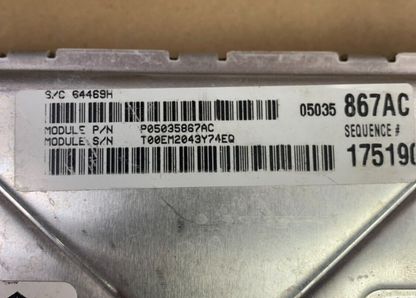 S/C 64469H
05035 867AC
MODULE P/N P05035867AC
SEQUENCE #
MODULE S/N T00EM2043Y74EQ
175190